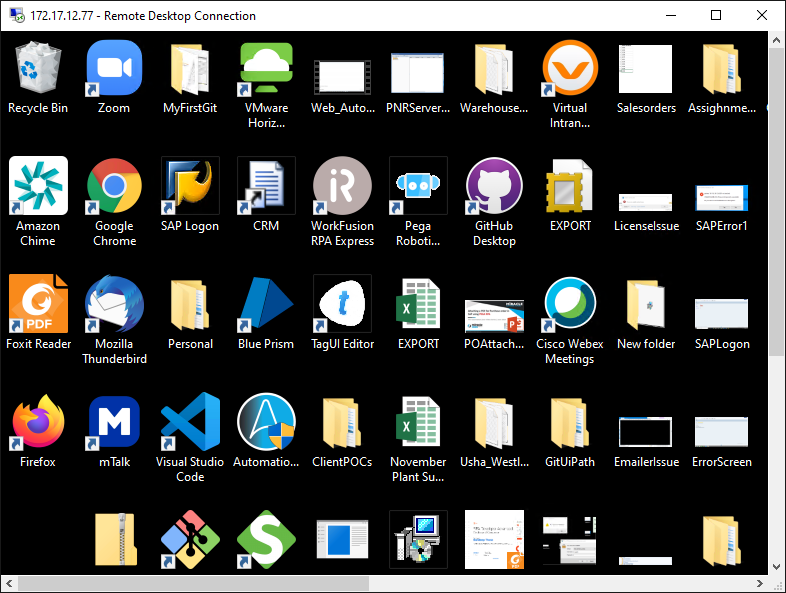 172.17.12.77 - Remote Desktop Connection
Recycle Bin
Zoom
MyFirstGit
VMware
Horiz...
Web_Auto...
PNRServer...
Warehouse...
Virtual
Intran...
Salesorders
Assighnme...
Amazon
Chime
Google
Chrome
SAP Logon
CRM
WorkFusion
RPA Express
Pega
Roboti...
GitHub
Desktop
EXPORT
LicenseIssue
SAPError1
PDF
Foxit Reader
Mozilla
Thunderbird
Personal
Blue Prism
TagUI Editor
EXPORT
POAttach...
Cisco Webex
Meetings
New folder
SAPLogon
Firefox
mTalk
Visual Studio
Code
Automatio...
ClientPOCs
November
Plant Su...
Usha_Westl...
GitUiPath
EmailerIssue
ErrorScreen